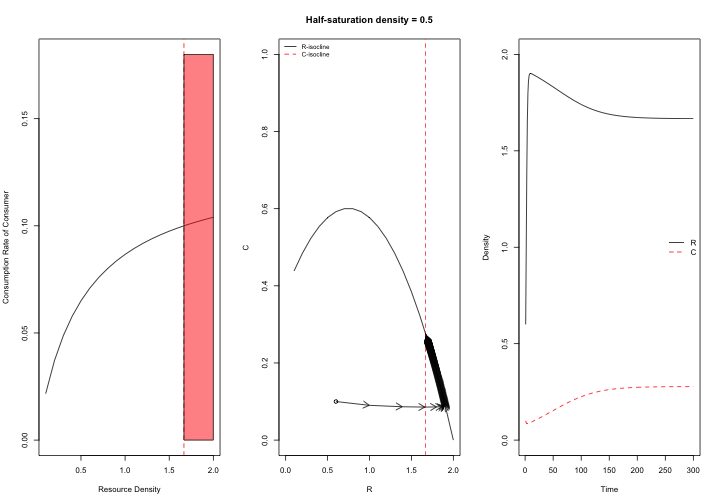 Half-saturation density = 0.5
Consumption Rate of Consumer
0.00
0.05
0.10
0.15
0.5
1.0
1.5
2.0
Resource Density
C
0.0
0.2
0.4
0.6
0.8
1.0
R-isocline
C-isocline
0.0
0.5
1.0
1.5
2.0
R
Density
0.0
0.5
1.0
1.5
2.0
R
C
0
50
100
150
200
250
300
Time